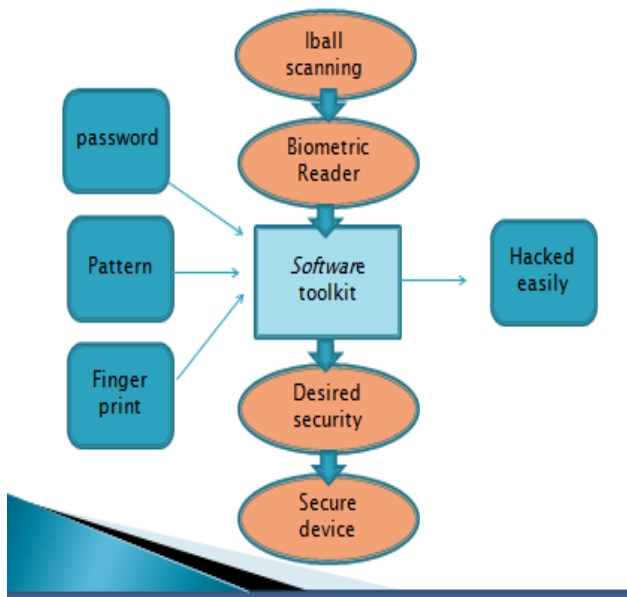 Iball
scanning
password
Biometric
Reader
Pattern
Software
toolkit
Hacked
easily
Finger
print
Desired
security
Secure
device